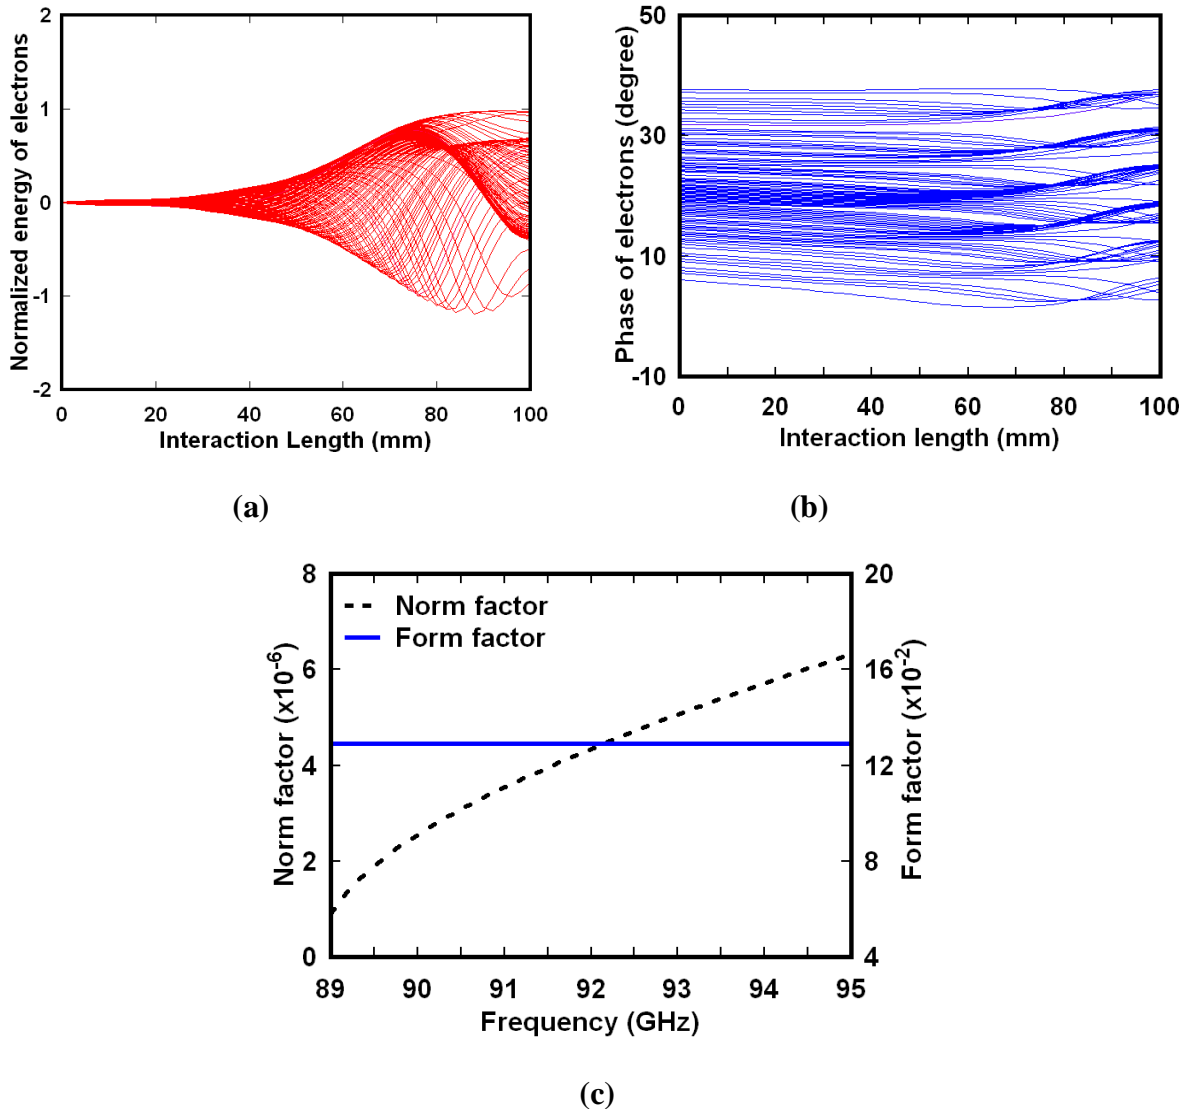 2
1
0
-1
-2
Normalized energy of electrons
0 20 40 60 80 100
Interaction Length (mm)
(a)
50
30
10
-10
Phase of electrons (degree)
0 20 40 60 80 100
Interaction length (mm)
(b)
8
6
4
2
0
Norm factor (x10-6)
Norm factor
Form factor
20
16
12
8
4
Form factor (x10-2)
89 90 91 92 93 94 95
Frequency (GHz)
(c)